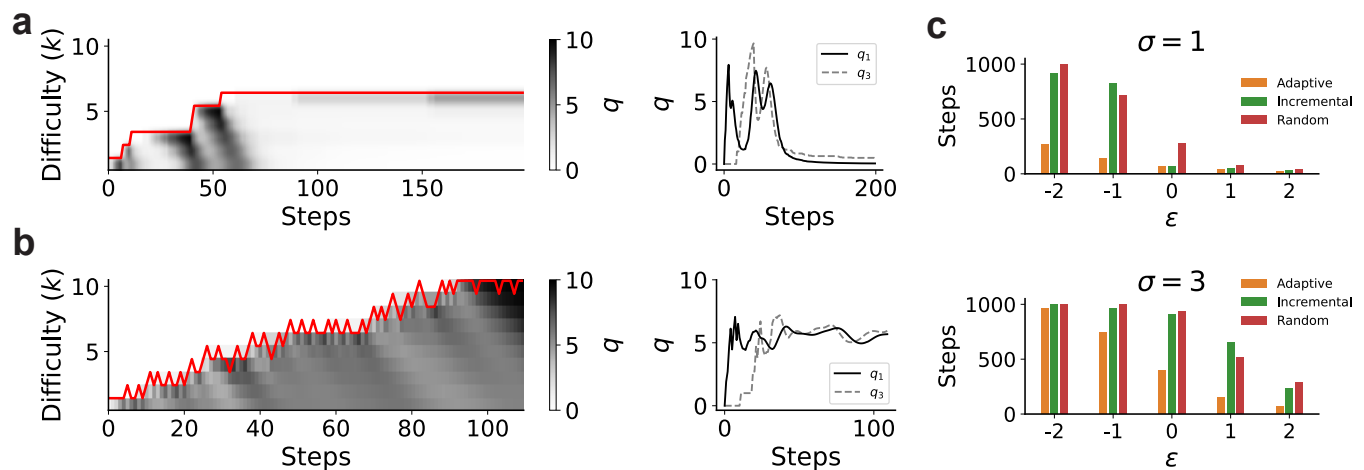 a
Difficulty (k)
10
5
0
50
100
150
Steps
10
5
0
q
10
5
0
q
q1
q3
0
100
200
Steps
b
Difficulty (k)
10
5
0
20
40
60
80
100
Steps
10
5
0
q
10
5
0
q
q1
q3
0
50
100
Steps
c
σ = 1
Steps
1000
500
0
Adaptive
Incremental
Random
-2
-1
0
1
2
ε
σ = 3
Steps
1000
500
0
Adaptive
Incremental
Random
-2
-1
0
1
2
ε